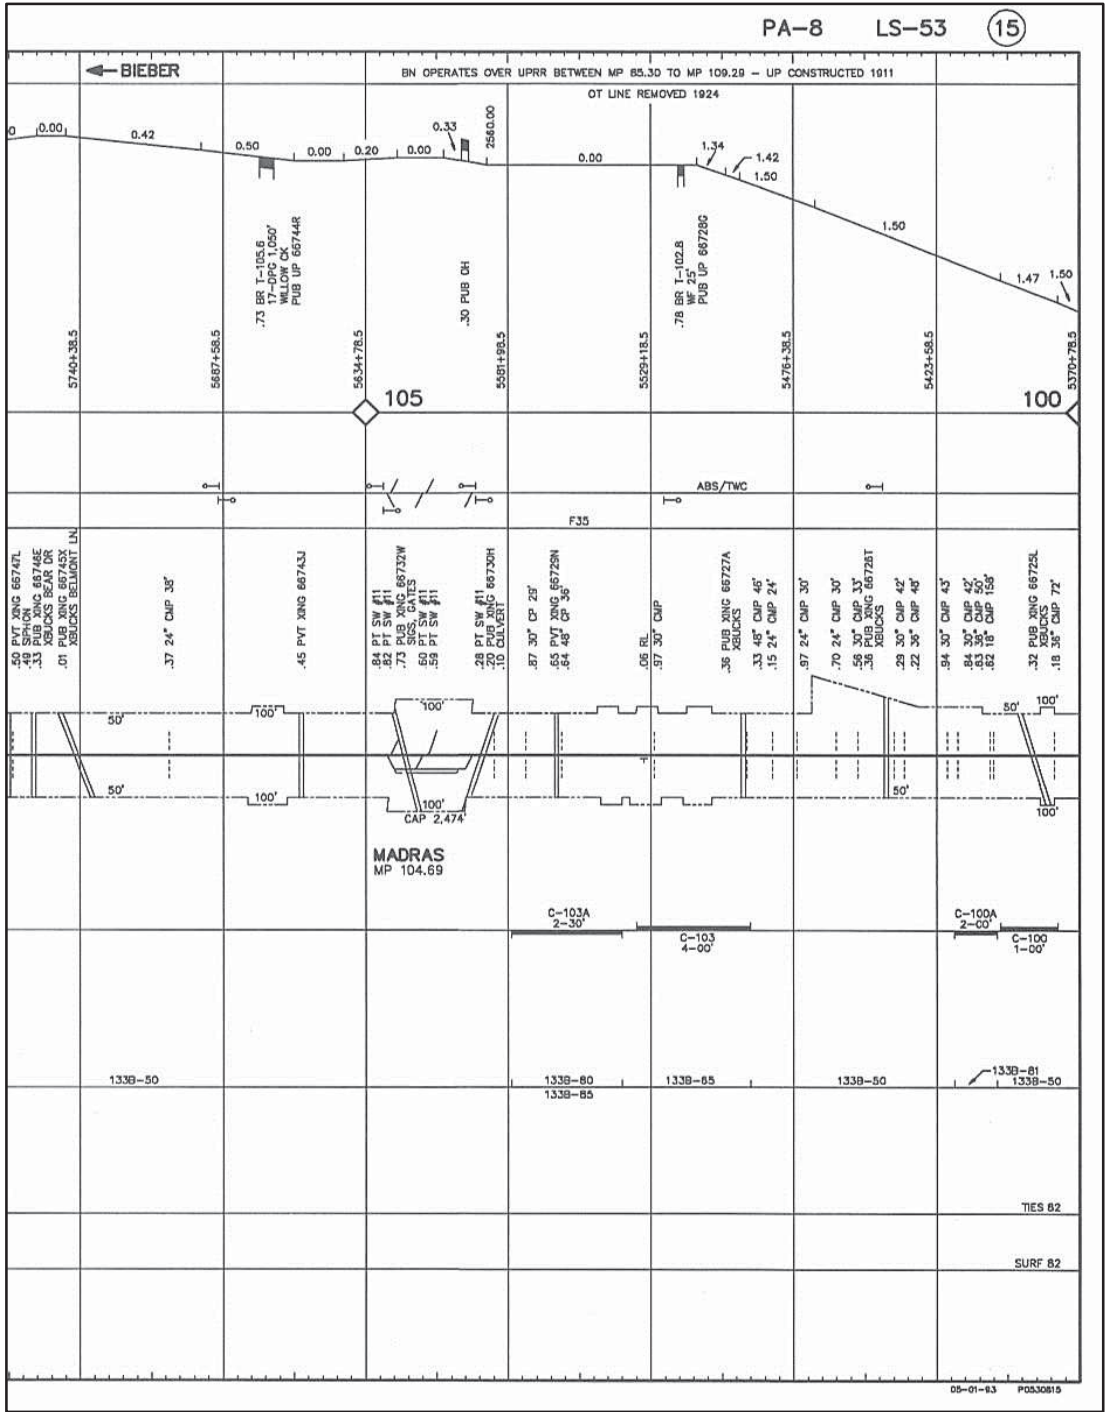 PA-8 LS-53 15
BIEBER
BN OPERATES OVER UPRR BETWEEN MP 85.30 TO MP 109.29 - UP CONSTRUCTED 1911
OT LINE REMOVED 1924
0.00 0.42 0.50 0.00 0.20 0.00 0.33 2560.00 0.00 1.34 1.42 1.50 1.50 1.47 1.50
.73 BR T-105.6
17-DPG 1,050'
WILLOW CK
PUB UP 66744R
.30 PUB OH
.78 BR T-102.8
WF 25'
PUB UP 66728G
5740+38.5
5687+58.5
5634+78.5
5581+98.5
5529+18.5
5476+38.5
5423+58.5
5370+78.5
105
100
ABS/TWC
F35
.50 PVT XING 66747L
.49 SIPHON
.33 PUB XING 66746E
XBUCKS BEAR DR
.01 PUB XING 66745X
XBUCKS BELMONT LN
.37 24" CMP 38'
.45 PVT XING 66743J
.84 PT SW #11
.82 PT SW #11
.73 PUB XING 66732W
SIGS, GATES
.60 PT SW #11
.59 PT SW #11
.28 PT SW #11
.20 PUB XING 66730H
.10 CULVERT
.87 30" CP 29'
.65 PVT XING 66729N
.64 48" CP 36'
.06 RL
.97 30" CMP
.36 PUB XING 66727A
XBUCKS
.33 48" CMP 46'
.15 24" CMP 24'
.97 24" CMP 30'
.70 24" CMP 30'
.56 30" CMP 33'
.36 PUB XING 66726T
XBUCKS
.29 30" CMP 42'
.22 36" CMP 48'
.94 30" CMP 43'
.84 30" CMP 42'
.63 36" CMP 50'
.62 18" CMP 158'
.32 PUB XING 66725L
XBUCKS
.18 36" CMP 72'
50' 100' 100' 50' 100'
50' 100' 100' 50' 100'
CAP 2,474'
MADRAS
MP 104.69
C-103A
2-30'
C-103
4-00'
C-100A
2-00'
C-100
1-00'
133B-50 133B-80 133B-65 133B-50 133B-81 133B-50
133B-85
TIES 82
SURF 82
05-01-93 P0530815